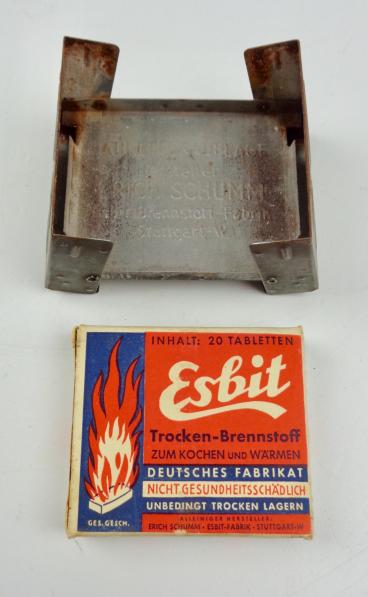 ERICH SCHUMM
Stuttgart-W.
INHALT: 20 TABLETTEN
Esbit
Trocken-Brennstoff
ZUM KOCHEN UND WÄRMEN
DEUTSCHES FABRIKAT
NICHT GESUNDHEITSSCHÄDLICH
UNBEDINGT TROCKEN LAGERN
GES. GESCH.
ALLEINIGER HERSTELLER:
ERICH SCHUMM · ESBIT-FABRIK · STUTTGART-W